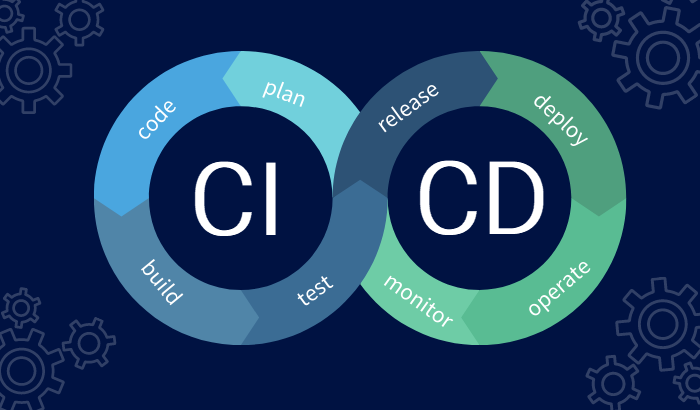 plan
code
build
test
CI
release
deploy
operate
monitor
CD